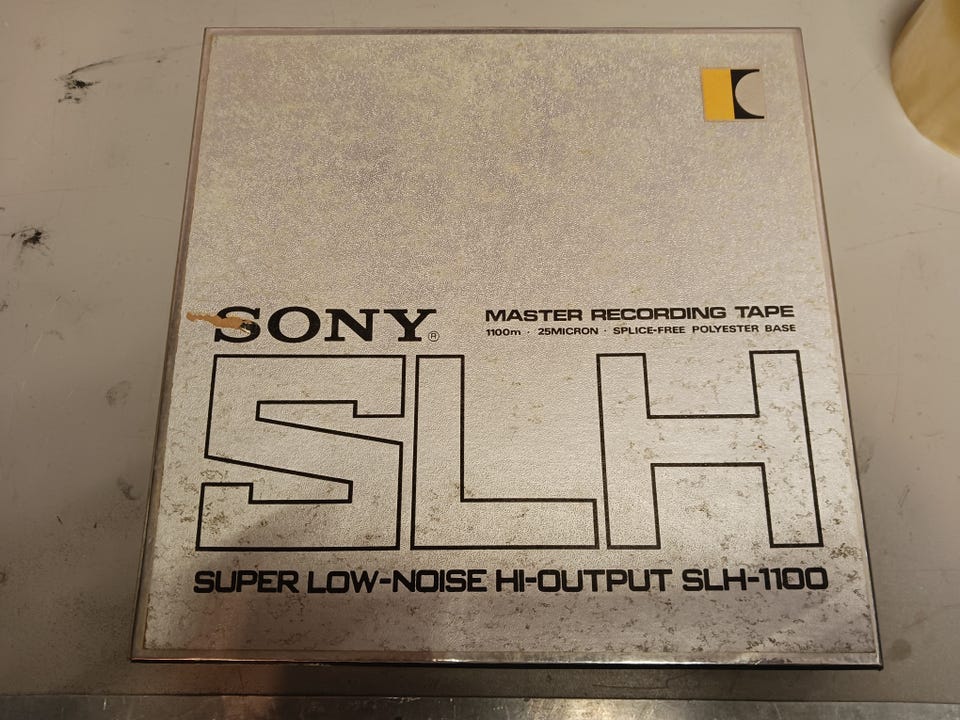 SONY®
MASTER RECORDING TAPE
1100m · 25MICRON · SPLICE-FREE POLYESTER BASE
SLH
SUPER LOW-NOISE HI-OUTPUT SLH-1100